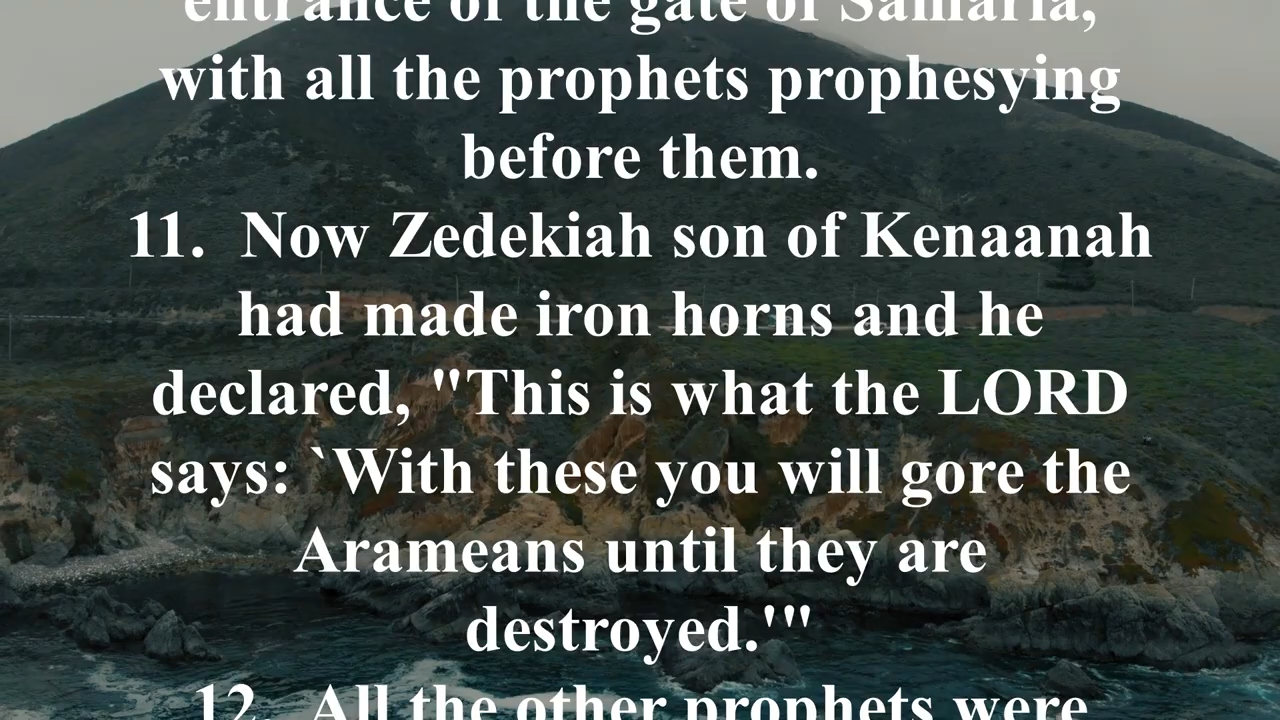 entrance of the gate of Samaria,
with all the prophets prophesying
before them.
11.  Now Zedekiah son of Kenaanah
had made iron horns and he
declared, "This is what the LORD
says: `With these you will gore the
Arameans until they are
destroyed.'"
12.  All the other prophets were